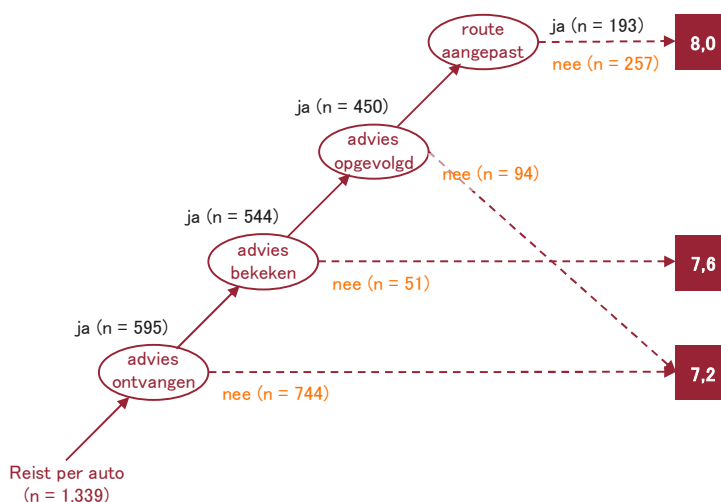 route
aangepast
ja (n = 193)
nee (n = 257)
8,0
ja (n = 450)
advies
opgevolgd
nee (n = 94)
ja (n = 544)
advies
bekeken
nee (n = 51)
7,6
ja (n = 595)
advies
ontvangen
nee (n = 744)
7,2
Reist per auto
(n = 1.339)